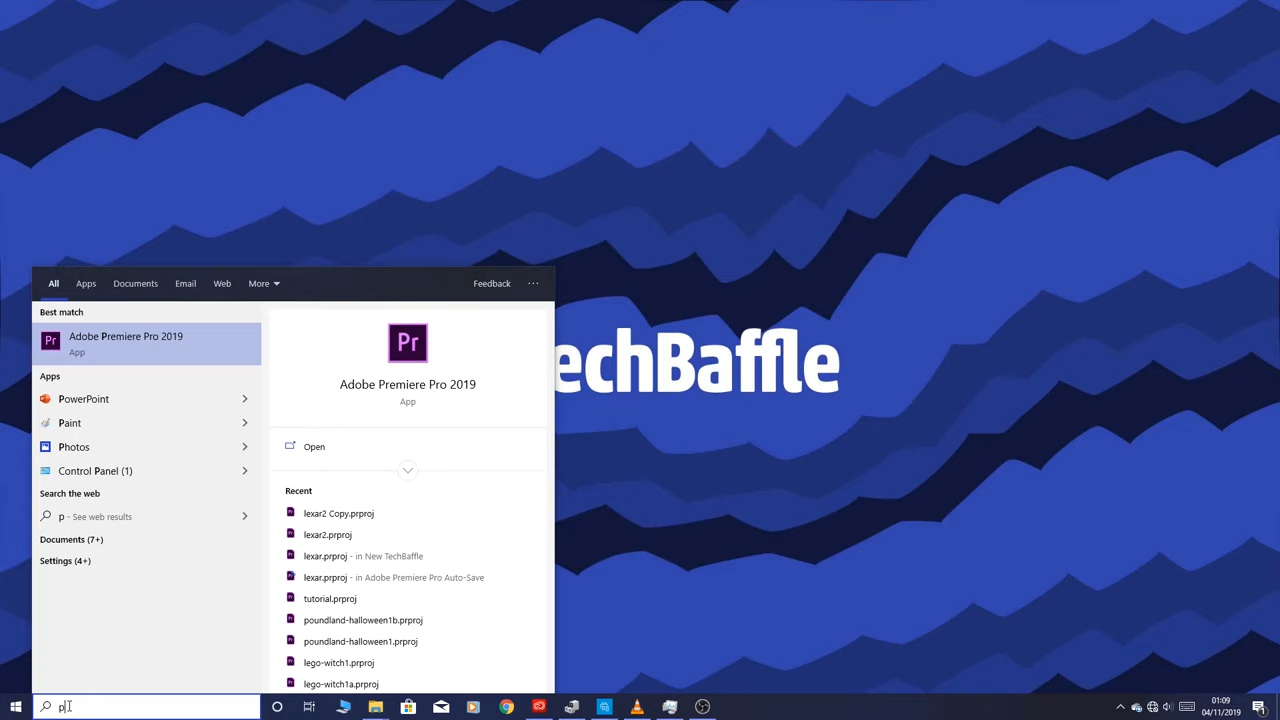 echBaffle
All Apps Documents Email Web More Feedback ...
Best match
Pr Adobe Premiere Pro 2019
App
Apps
PowerPoint
Paint
Photos
Control Panel (1)
Search the web
p - See web results
Documents (7+)
Settings (4+)
Pr
Adobe Premiere Pro 2019
App
Open
Recent
lexar2 Copy.prproj
lexar2.prproj
lexar.prproj - in New TechBaffle
lexar.prproj - in Adobe Premiere Pro Auto-Save
tutorial.prproj
poundland-halloween1b.prproj
poundland-halloween1.prproj
lego-witch1.prproj
lego-witch1a.prproj
p
01:09
04/11/2019